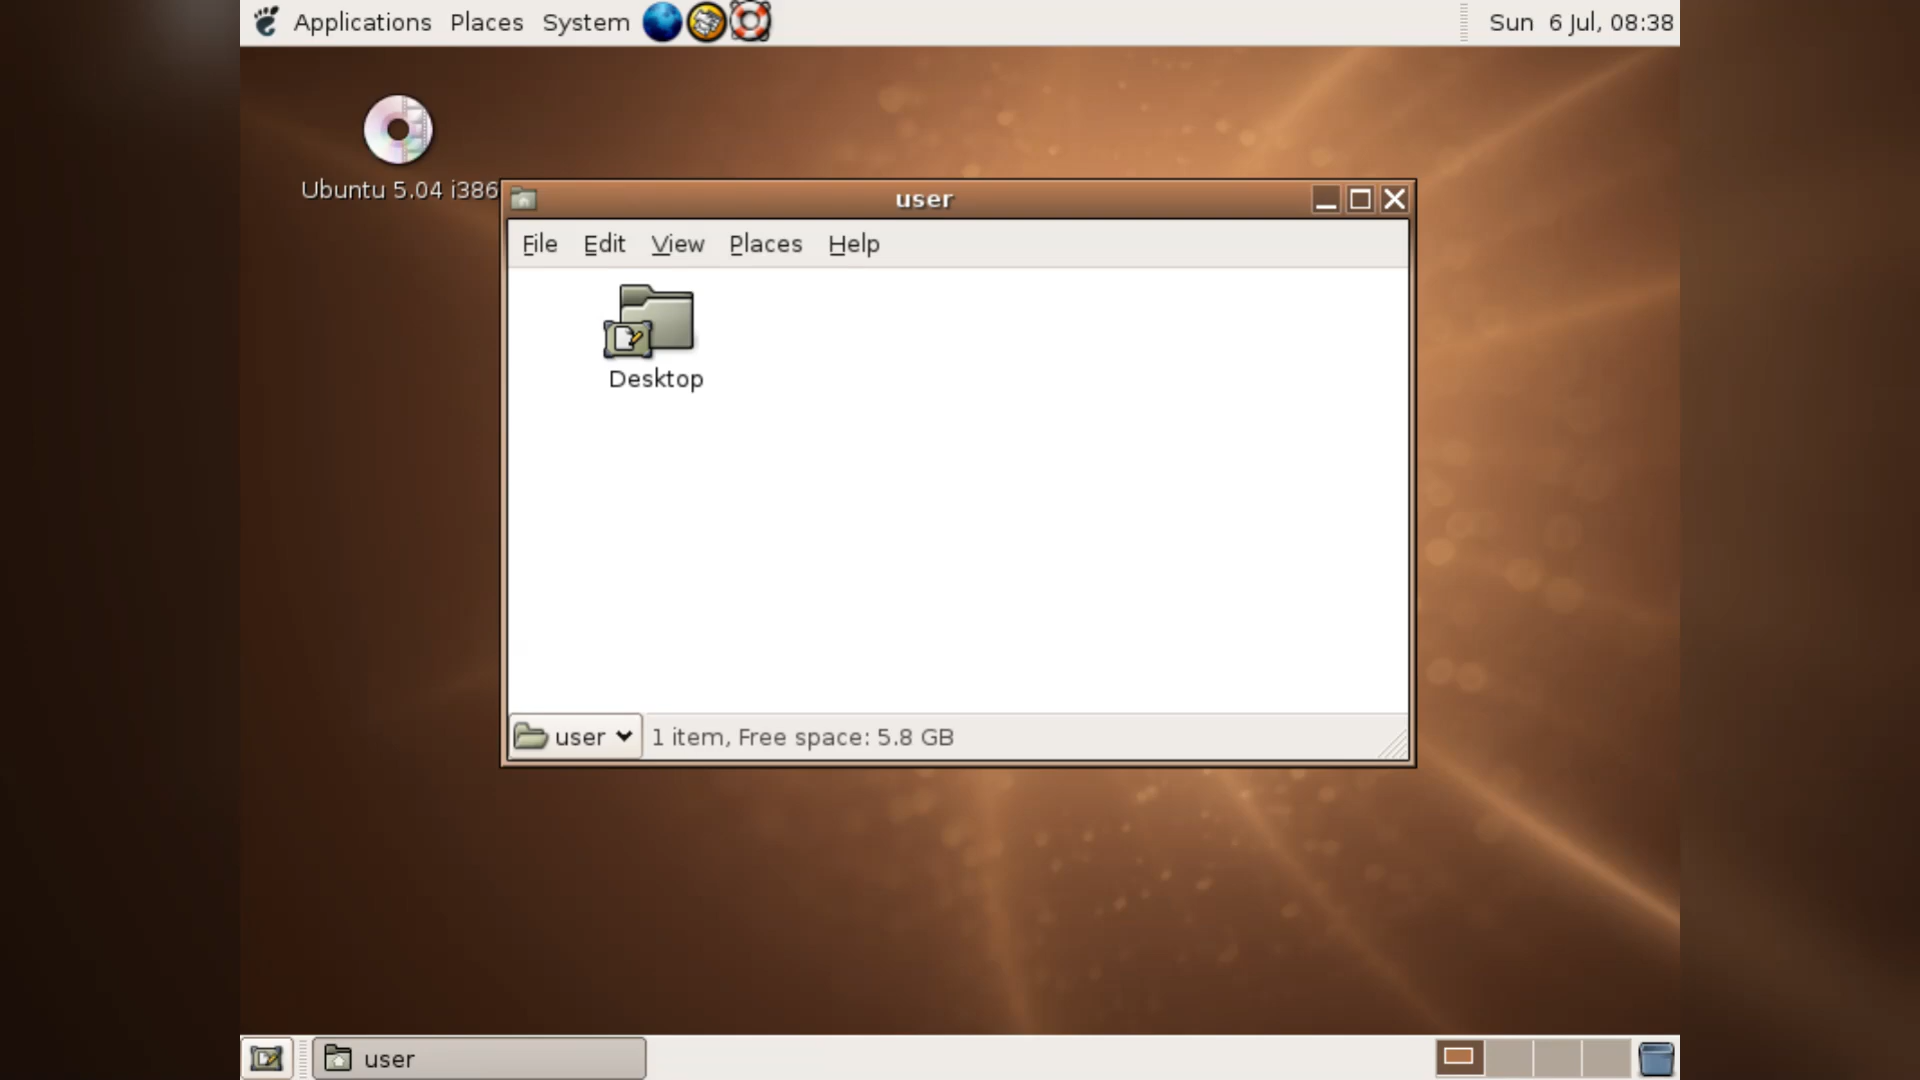 Applications Places System
Sun 6 Jul, 08:38
Ubuntu 5.04 i386
user
File Edit View Places Help
Desktop
user
1 item, Free space: 5.8 GB
user